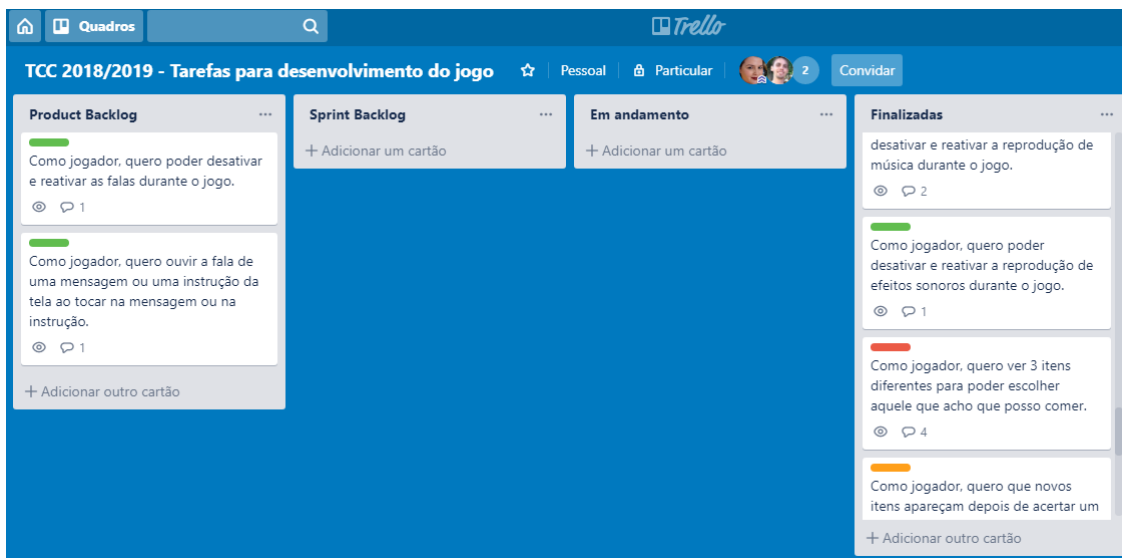 Quadros
Trello
TCC 2018/2019 - Tarefas para desenvolvimento do jogo
Pessoal
Particular
2
Convidar
Product Backlog
Como jogador, quero poder desativar
e reativar as falas durante o jogo.
1
Como jogador, quero ouvir a fala de
uma mensagem ou uma instrução da
tela ao tocar na mensagem ou na
instrução.
1
+ Adicionar outro cartão
Sprint Backlog
+ Adicionar um cartão
Em andamento
+ Adicionar um cartão
Finalizadas
desativar e reativar a reprodução de
música durante o jogo.
2
Como jogador, quero poder
desativar e reativar a reprodução de
efeitos sonoros durante o jogo.
1
Como jogador, quero ver 3 itens
diferentes para poder escolher
aquele que acho que posso comer.
4
Como jogador, quero que novos
itens apareçam depois de acertar um
+ Adicionar outro cartão